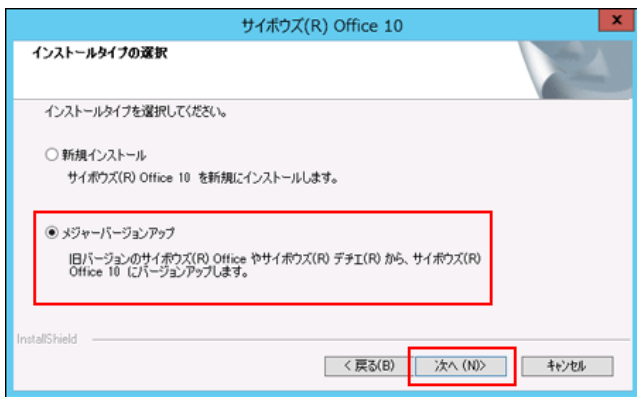 サイボウズ(R) Office 10
x
インストールタイプの選択
インストールタイプを選択してください。
新規インストール
サイボウズ(R) Office 10 を新規にインストールします。
メジャーバージョンアップ
旧バージョンのサイボウズ(R) Office やサイボウズ(R) デヂエ(R) から、サイボウズ(R)
Office 10 にバージョンアップします。
InstallShield
< 戻る(B)
次へ (N)>
キャンセル